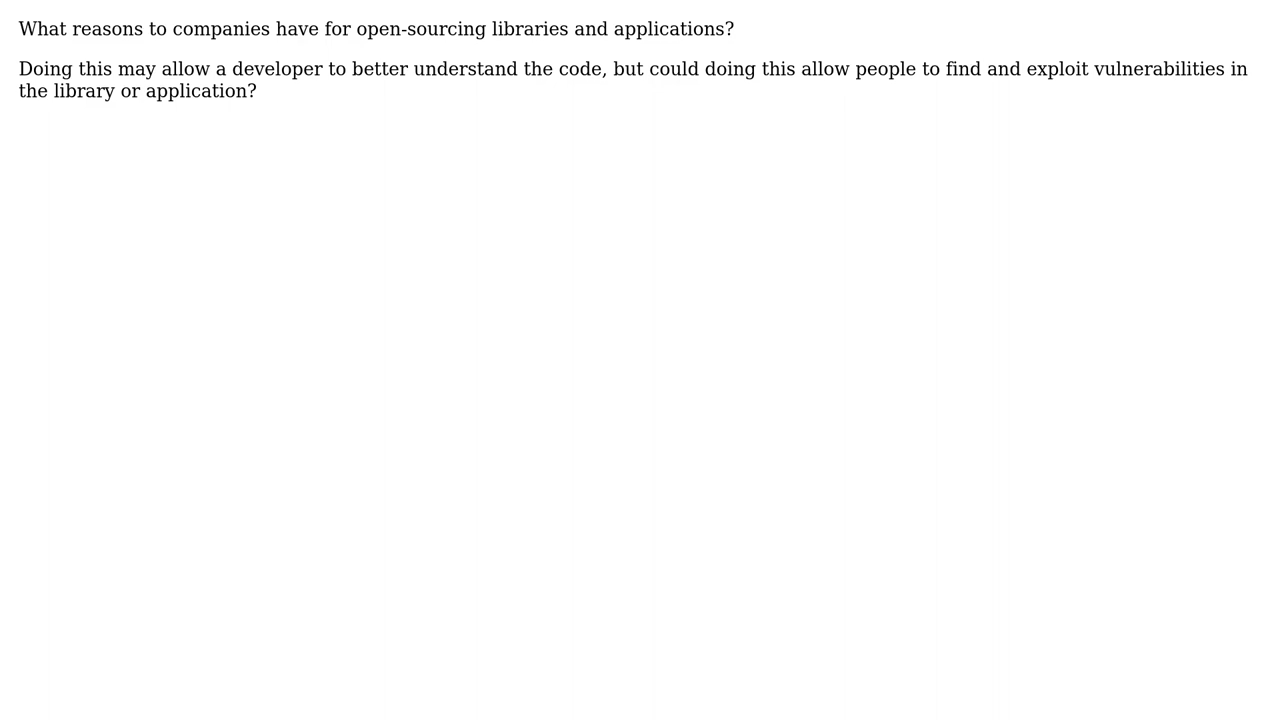 What reasons to companies have for open-sourcing libraries and applications?
Doing this may allow a developer to better understand the code, but could doing this allow people to find and exploit vulnerabilities in
the library or application?